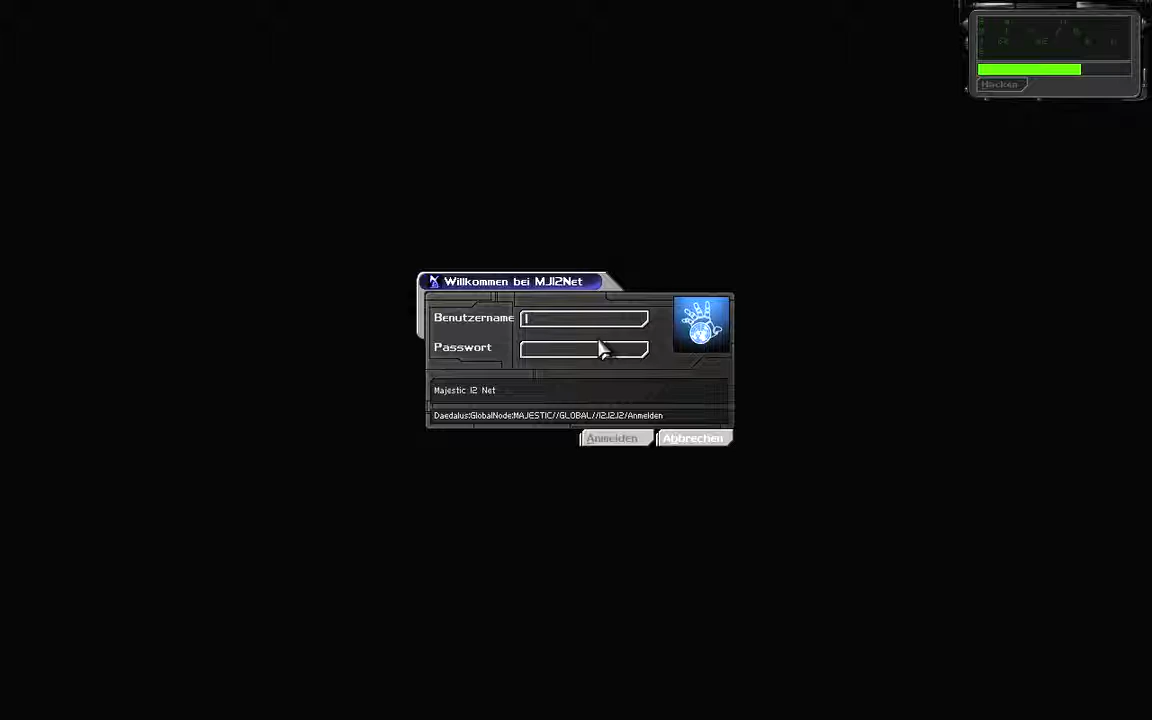 Hacken
Willkommen bei MJ12Net
Benutzername
Passwort
Majestic 12 Net
Daedalus:GlobalNode:MAJESTIC//GLOBAL//12.12.12/Anmelden
Anmelden
Abbrechen